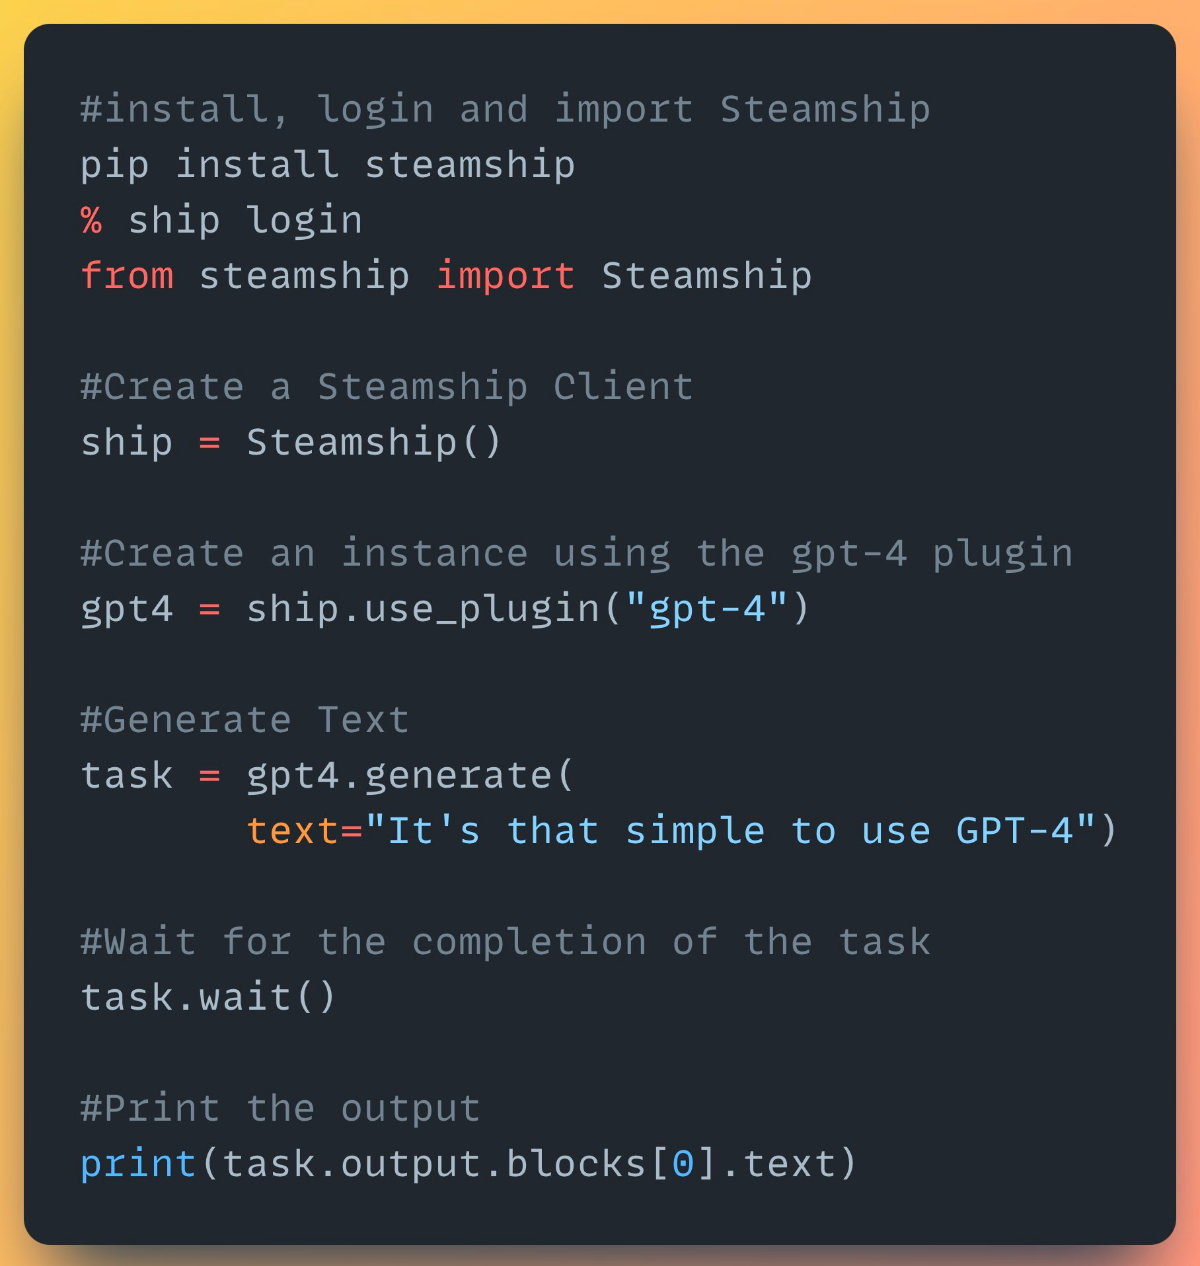 #install, login and import Steamship
pip install steamship
% ship login
from steamship import Steamship
#Create a Steamship Client
ship = Steamship()
#Create an instance using the gpt-4 plugin
gpt4 = ship.use_plugin("gpt-4")
#Generate Text
task = gpt4.generate(
       text="It's that simple to use GPT-4")
#Wait for the completion of the task
task.wait()
#Print the output
print(task.output.blocks[0].text)